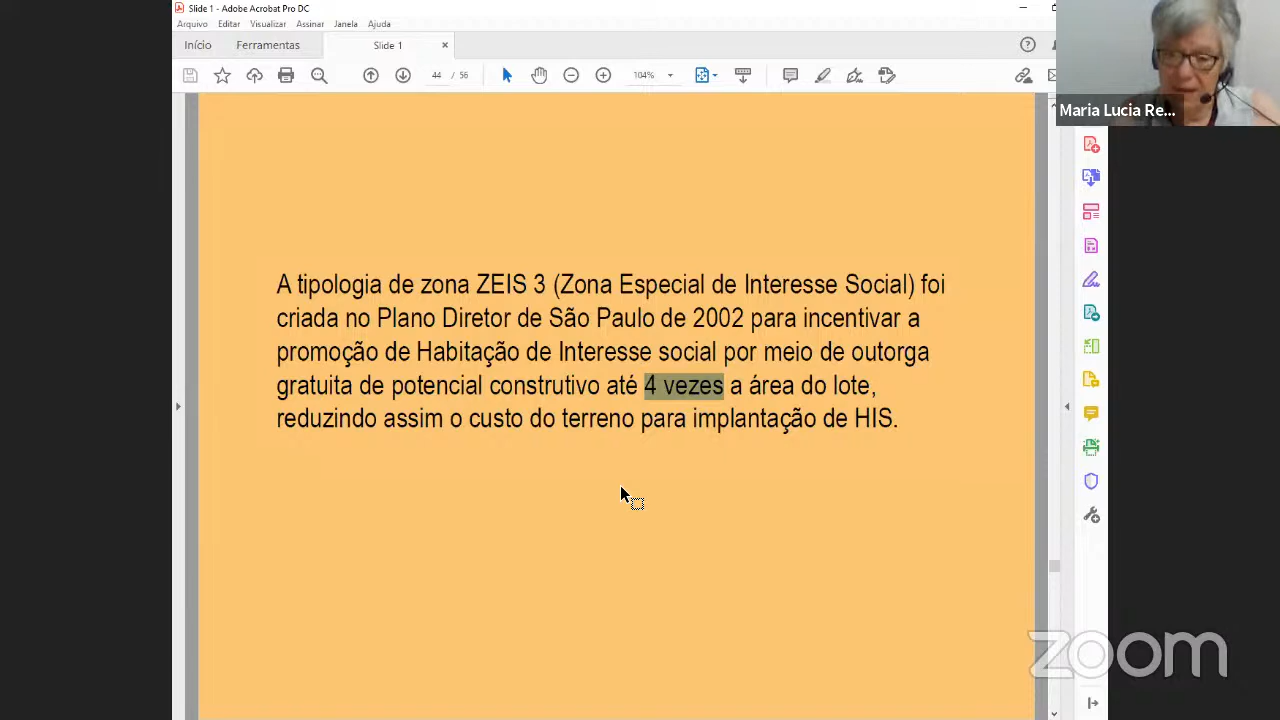 Slide 1 - Adobe Acrobat Pro DC
Arquivo Editar Visualizar Assinar Janela Ajuda
Início Ferramentas Slide 1
44 / 56 104%
Maria Lucia Re...
A tipologia de zona ZEIS 3 (Zona Especial de Interesse Social) foi
criada no Plano Diretor de São Paulo de 2002 para incentivar a
promoção de Habitação de Interesse social por meio de outorga
gratuita de potencial construtivo até 4 vezes a área do lote,
reduzindo assim o custo do terreno para implantação de HIS.
zoom